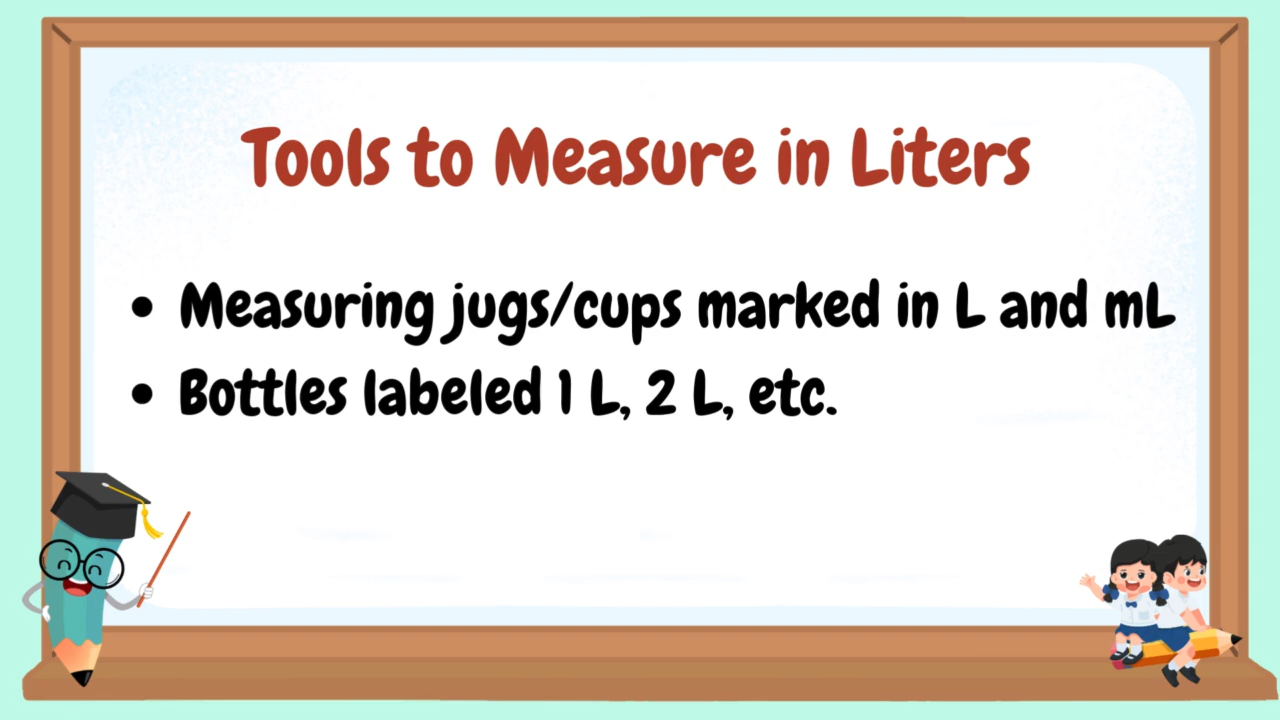 Tools to Measure in Liters
• Measuring jugs/cups marked in L and mL
• Bottles labeled 1 L, 2 L, etc.